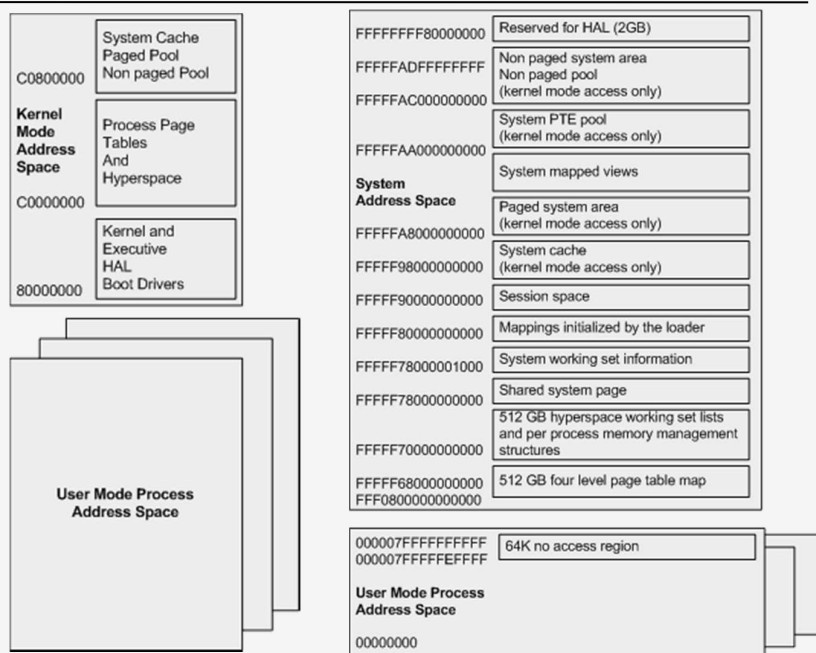 System Cache
Paged Pool
Non paged Pool
C0800000
Kernel
Mode
Address
Space
Process Page
Tables
And
Hyperspace
C0000000
Kernel and
Executive
HAL
Boot Drivers
80000000
User Mode Process
Address Space
FFFFFFFF80000000
Reserved for HAL (2GB)
FFFFFADFFFFFFFF
Non paged system area
Non paged pool
(kernel mode access only)
FFFFFAC000000000
System PTE pool
(kernel mode access only)
FFFFFAA000000000
System mapped views
System
Address Space
Paged system area
(kernel mode access only)
FFFFFA8000000000
System cache
(kernel mode access only)
FFFFF98000000000
Session space
FFFFF90000000000
Mappings initialized by the loader
FFFFF80000000000
System working set information
FFFFF78000001000
Shared system page
FFFFF78000000000
512 GB hyperspace working set lists
and per process memory management
structures
FFFFF70000000000
512 GB four level page table map
FFFFF68000000000
FFF0800000000000
000007FFFFFFFFFF
64K no access region
000007FFFFFEFFFF
User Mode Process
Address Space
00000000